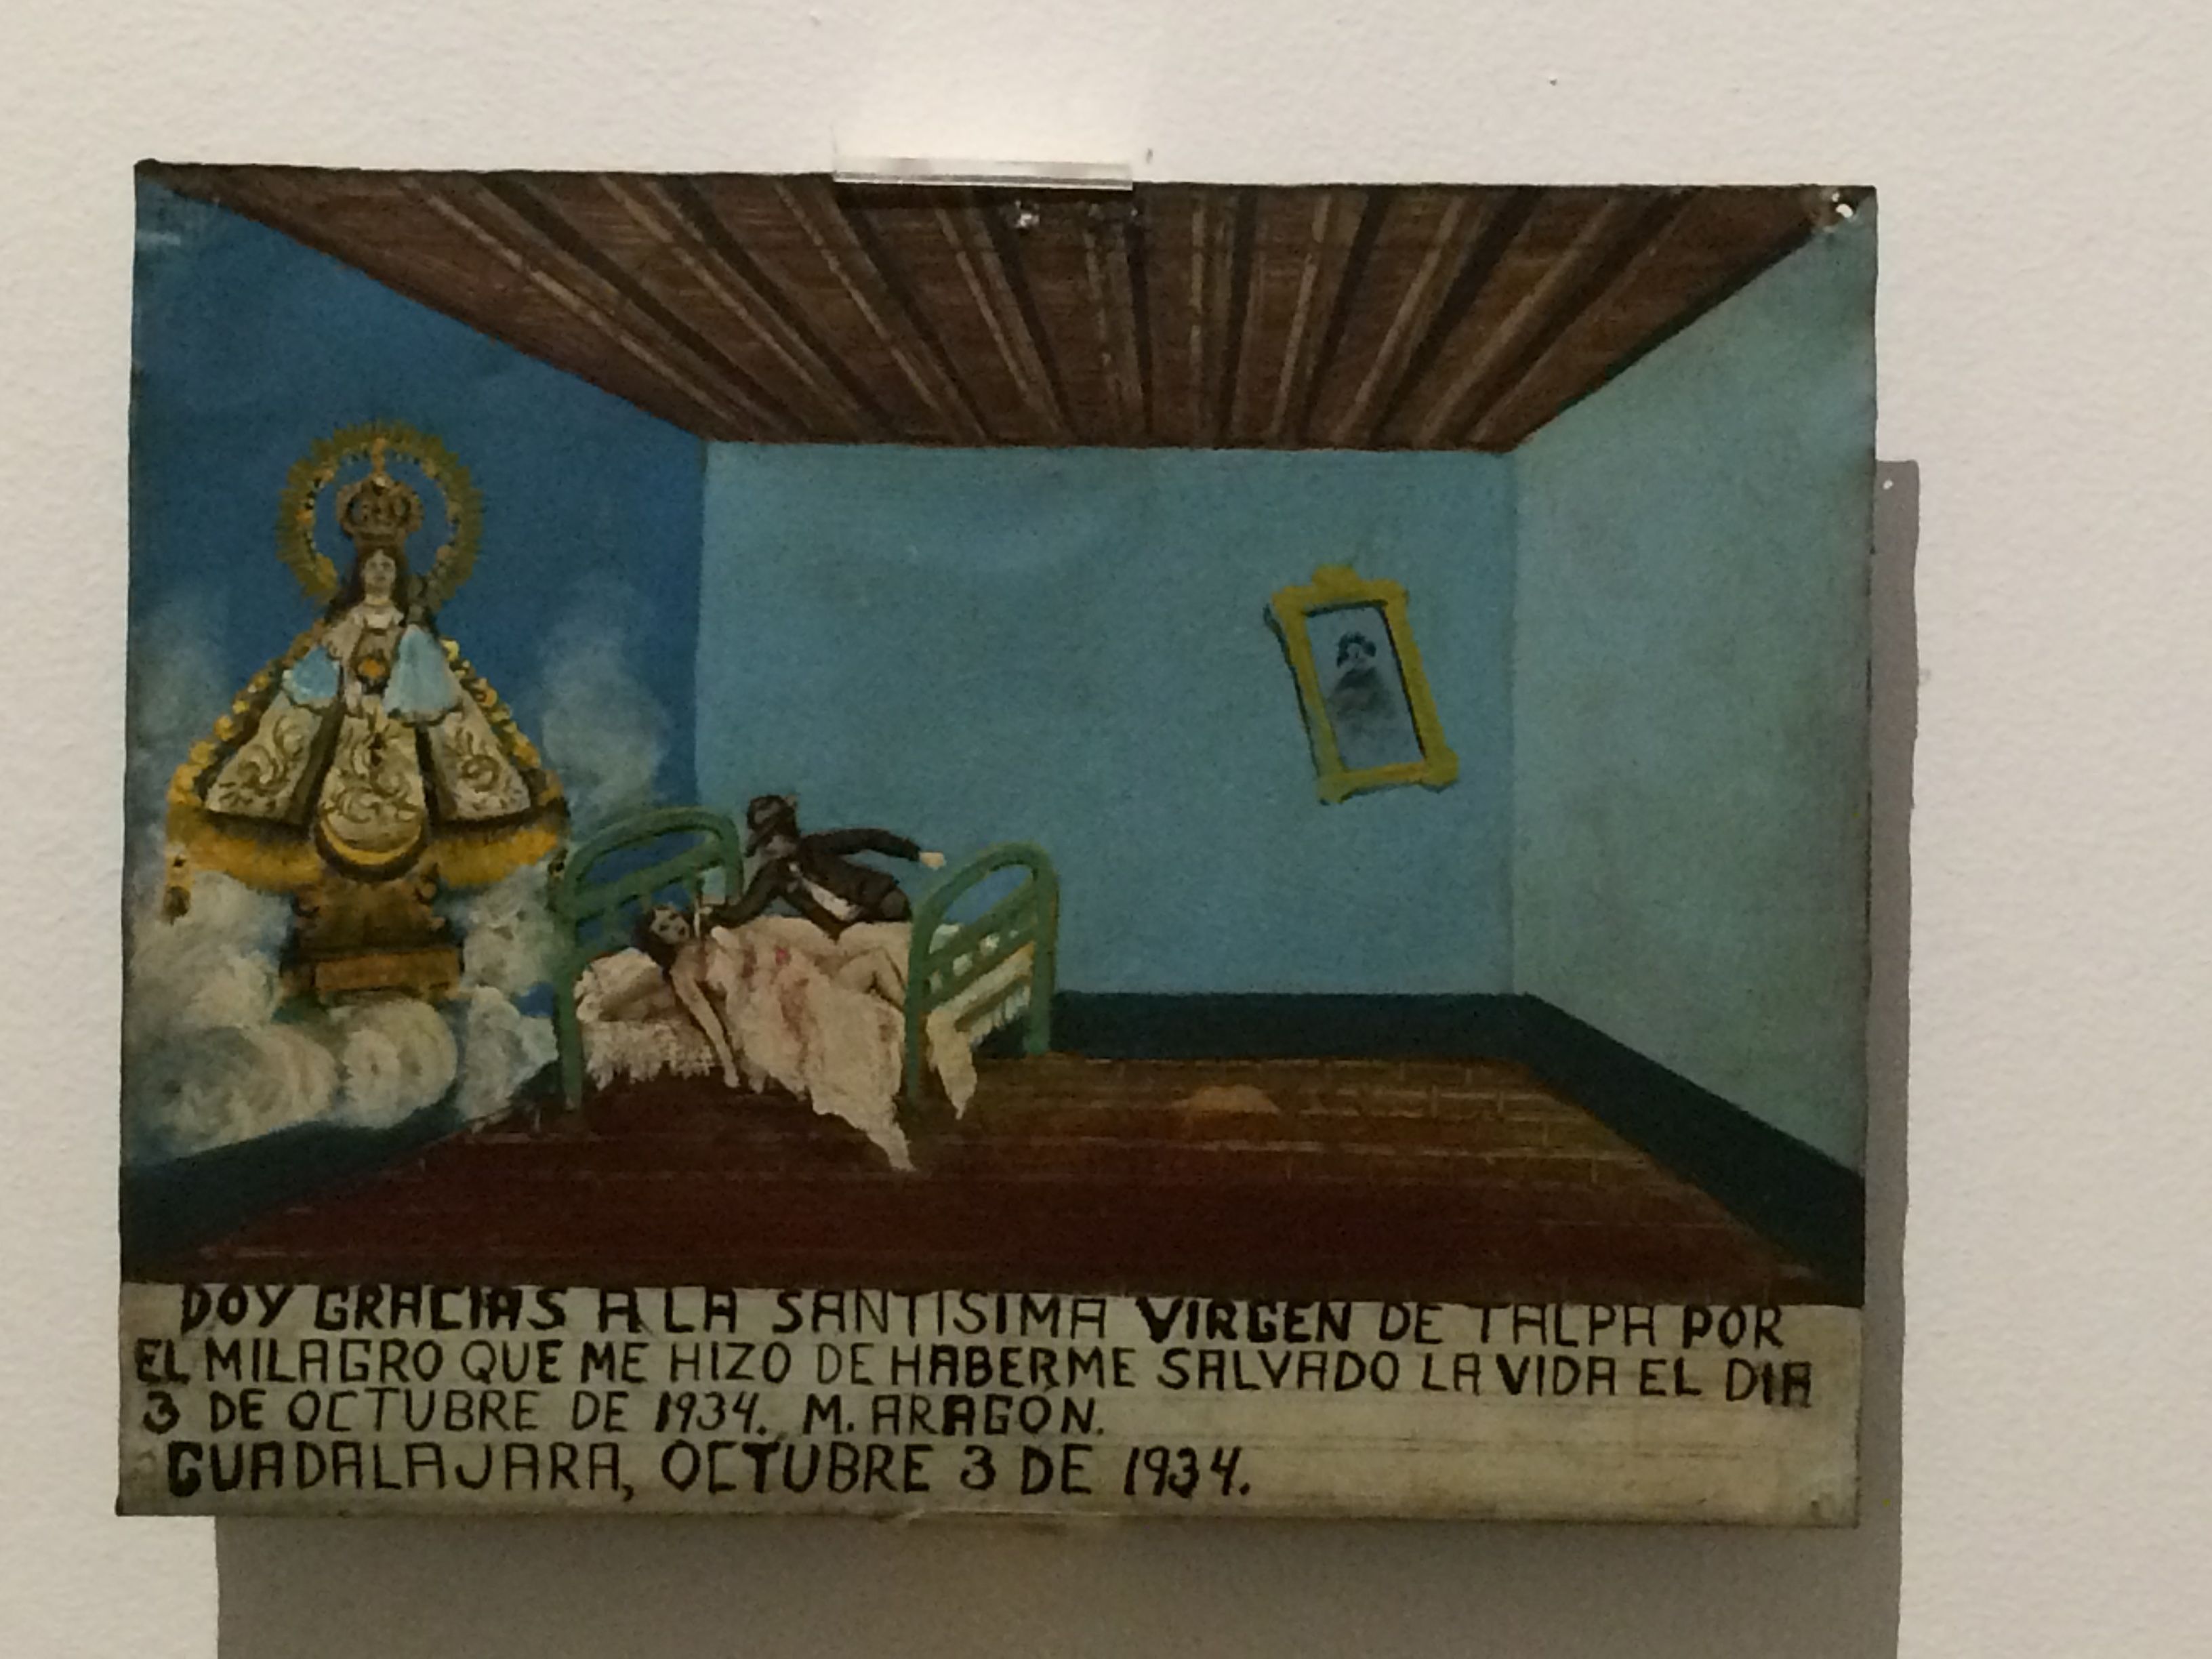 DOY GRACIAS A LA SANTISIMA VIRGEN DE TALPA POR
EL MILAGRO QUE ME HIZO DE HABERME SALVADO LA VIDA EL DIA
3 DE OCTUBRE DE 1934. M. ARAGÓN.
GUADALAJARA, OCTUBRE 3 DE 1934.